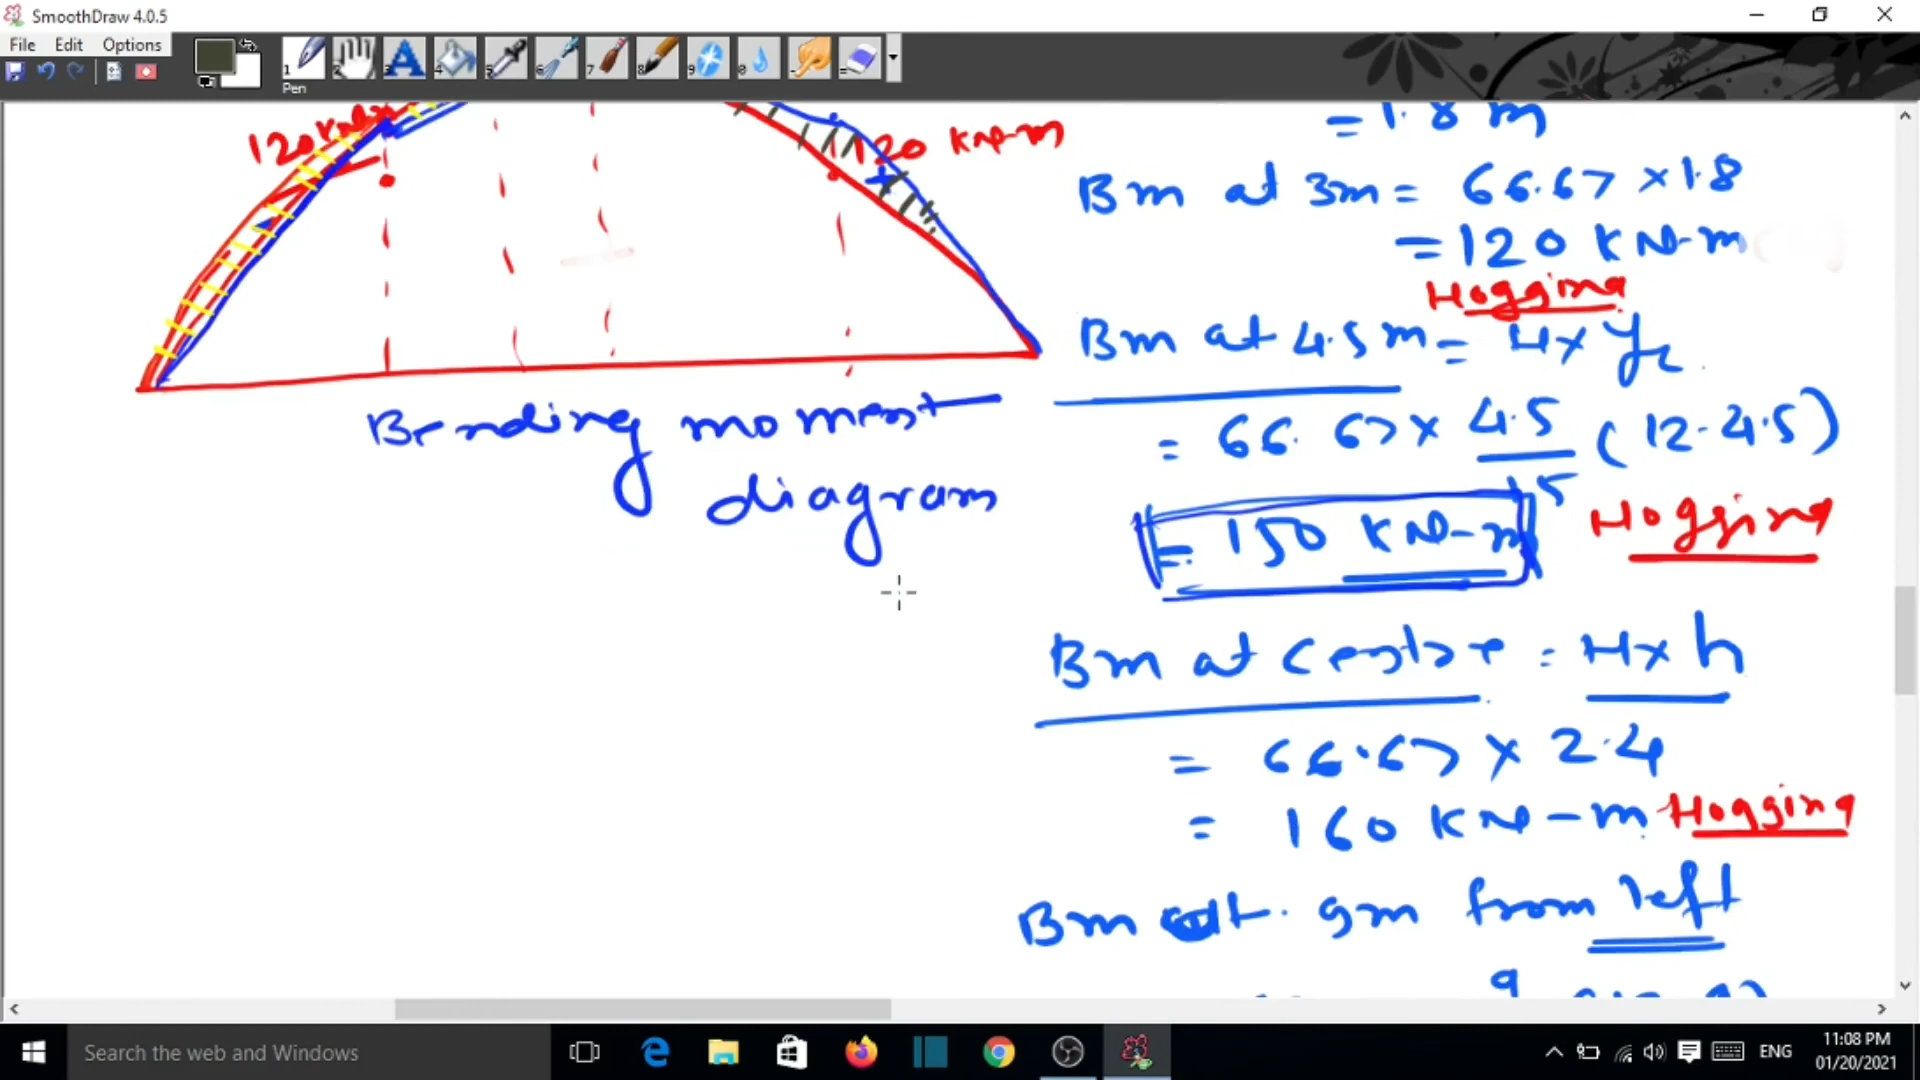 SmoothDraw 4.0.5
File Edit Options
Pen
120 KN-m
120 KN-m
Bending moment
diagram
= 1.8 m
Bm at 3m = 66.67 × 1.8
= 120 KN-m
Hogging
Bm at 4.5m = H × yc
= 66.67 × 4.5 (12-4.5)
15
= 150 KN-m Hogging
Bm at Centre = H × h
= 66.67 × 2.4
= 160 KN-m Hogging
Bm at 9m from left
9
Search the web and Windows
ENG
11:08 PM
01/20/2021